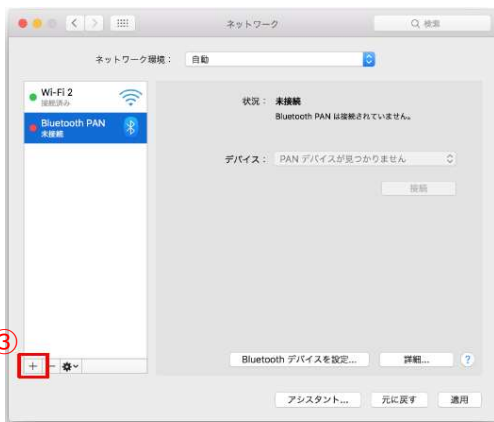 ネットワーク
検索
ネットワーク環境： 自動
Wi-Fi 2
接続済み
Bluetooth PAN
未接続
状況： 未接続
Bluetooth PAN は接続されていません。
デバイス： PAN デバイスが見つかりません
接続
③
Bluetooth デバイスを設定... 詳細... ?
アシスタント... 元に戻す 適用